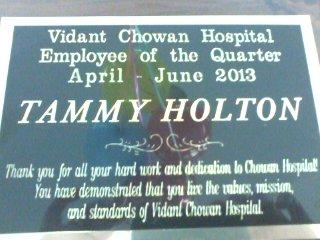 Vidant Chowan Hospital
Employee of the Quarter
April - June 2013
TAMMY HOLTON
Thank you for all your hard work and dedication to Chowan Hospital!
You have demonstrated that you live the values, mission,
and standards of Vidant Chowan Hospital.